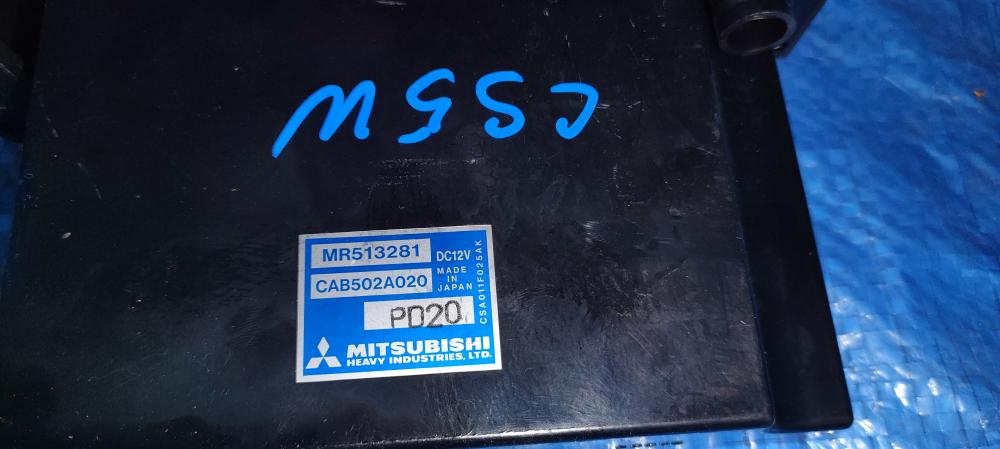 CS5W
MR513281
DC12V
CAB502A020
MADE
IN
JAPAN
PD20
CSA011F025AK
MITSUBISHI
HEAVY INDUSTRIES, LTD.